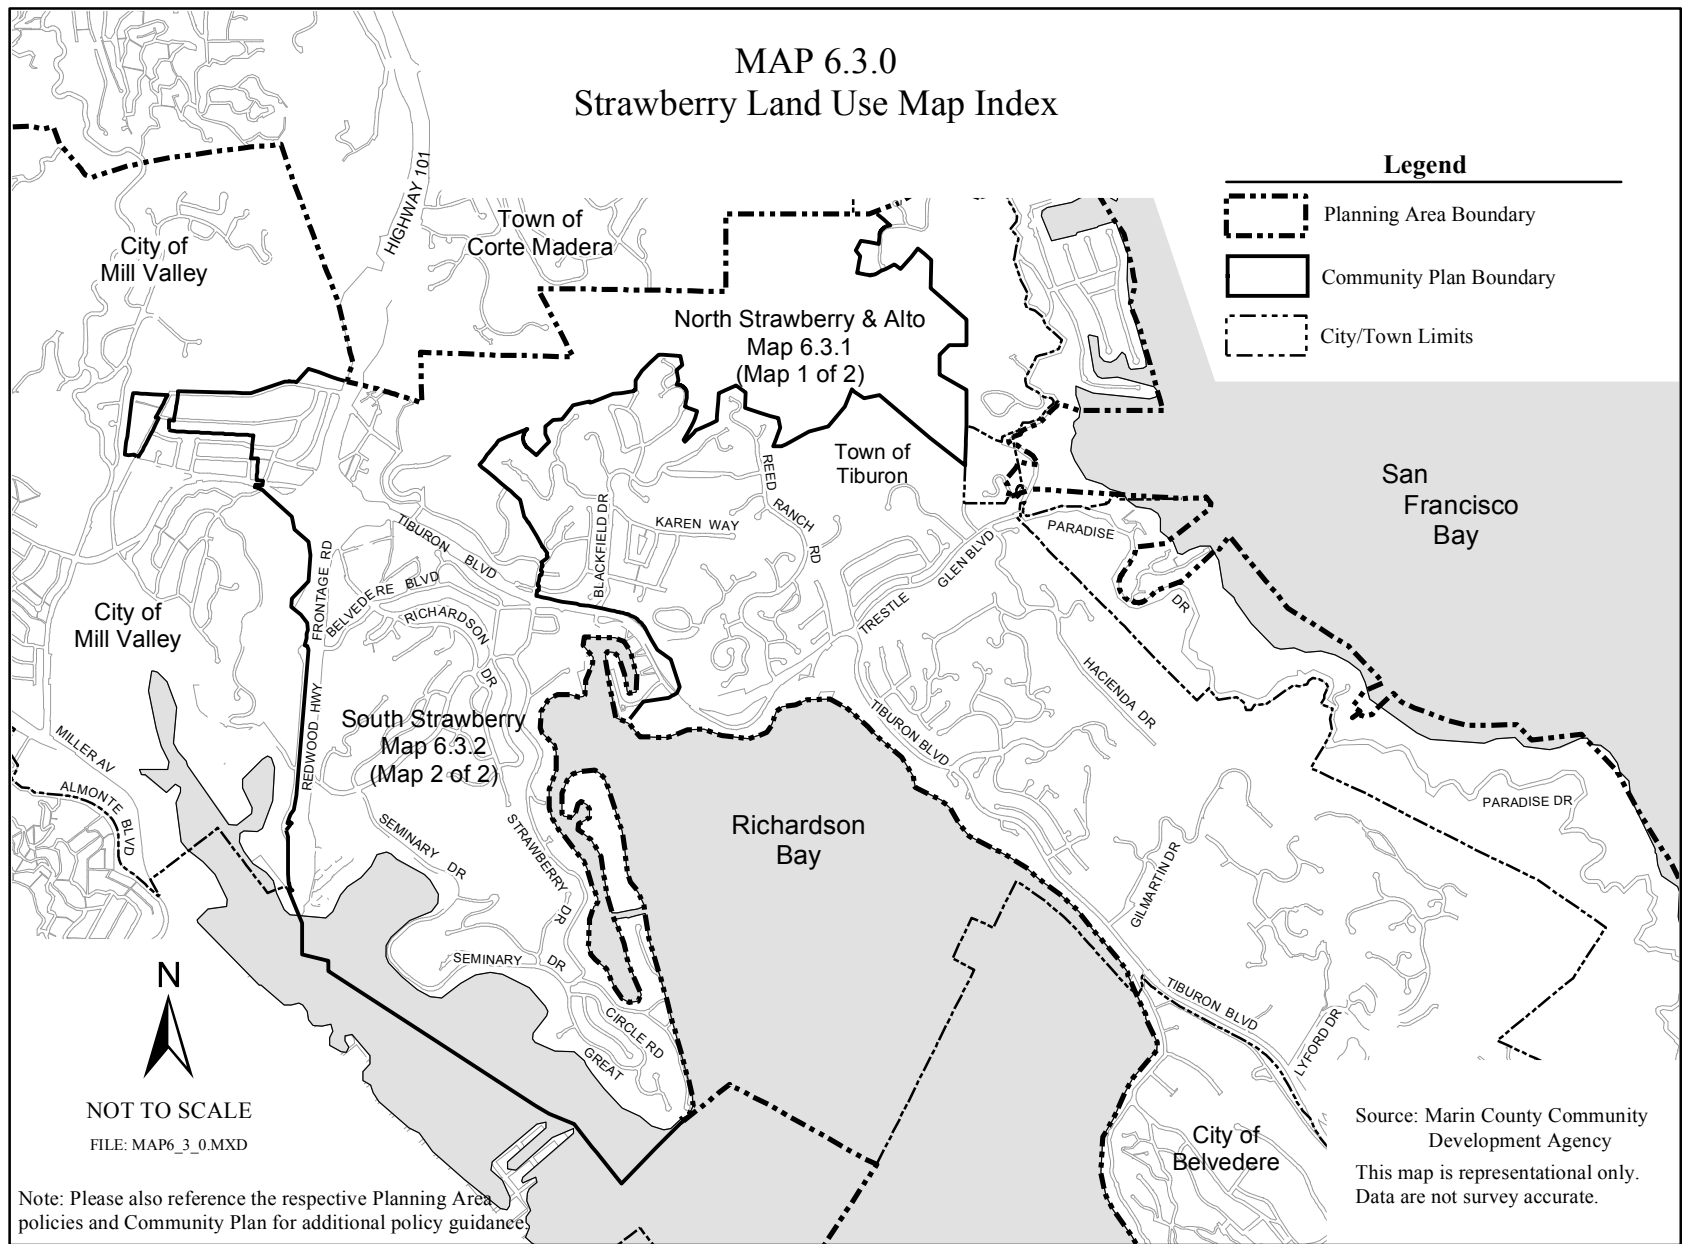 MAP 6.3.0
Strawberry Land Use Map Index
Legend
Planning Area Boundary
Community Plan Boundary
City/Town Limits
HIGHWAY 101
City of
Mill Valley
Town of
Corte Madera
North Strawberry & Alto
Map 6.3.1
(Map 1 of 2)
Town of
Tiburon
San
Francisco
Bay
REED
RANCH
RD
KAREN WAY
BLACKFIELD DR
TIBURON BLVD
FRONTAGE RD
BELVEDERE BLVD
RICHARDSON
DR
TRESTLE
GLEN BLVD
PARADISE
DR
HACIENDA DR
City of
Mill Valley
REDWOOD HWY
South Strawberry
Map 6.3.2
(Map 2 of 2)
TIBURON BLVD
MILLER AV
ALMONTE BLVD
SEMINARY DR
STRAWBERRY
DR
Richardson
Bay
PARADISE DR
GILMARTIN DR
SEMINARY
DR
CIRCLE RD
GREAT
TIBURON BLVD
LYFORD DR
City of
Belvedere
N
NOT TO SCALE
FILE: MAP6_3_0.MXD
Note: Please also reference the respective Planning Area
policies and Community Plan for additional policy guidance.
Source: Marin County Community
Development Agency
This map is representational only.
Data are not survey accurate.